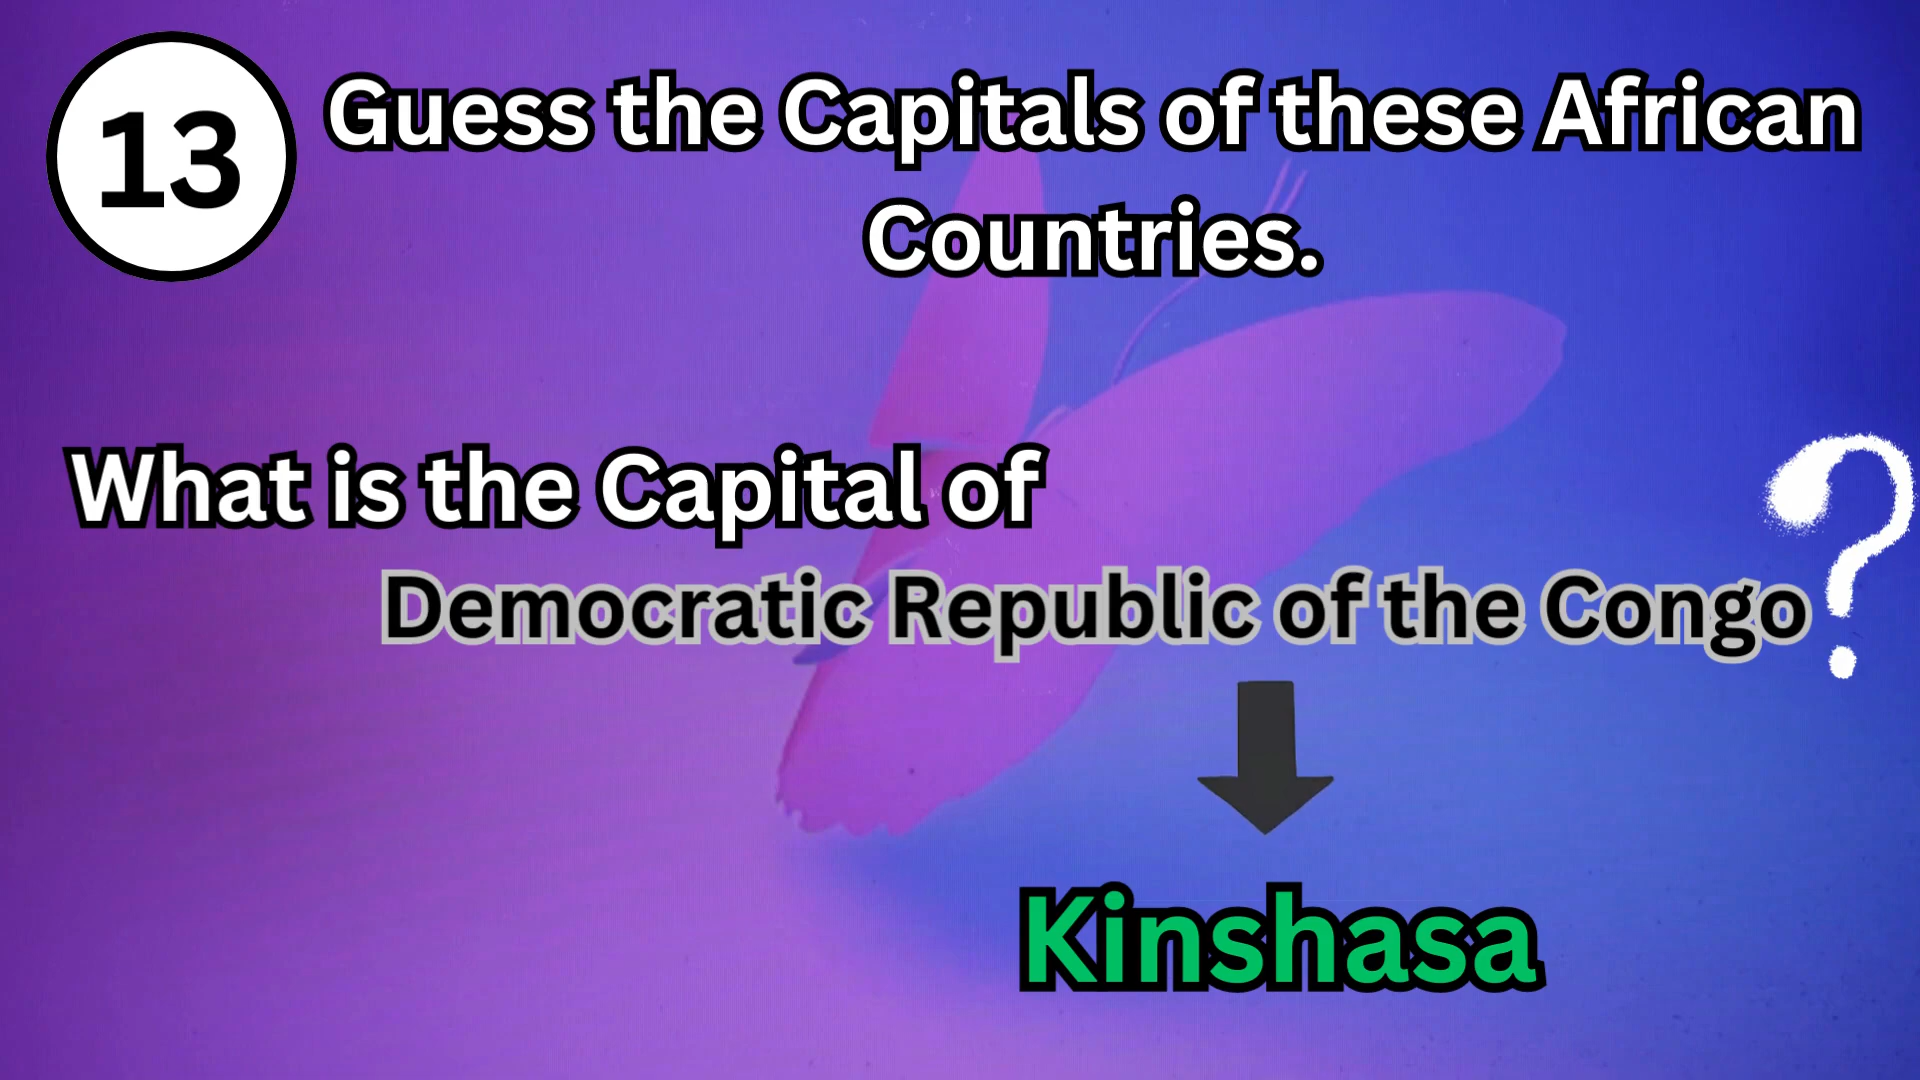 13
Guess the Capitals of these African
Countries.
What is the Capital of
Democratic Republic of the Congo
?
Kinshasa